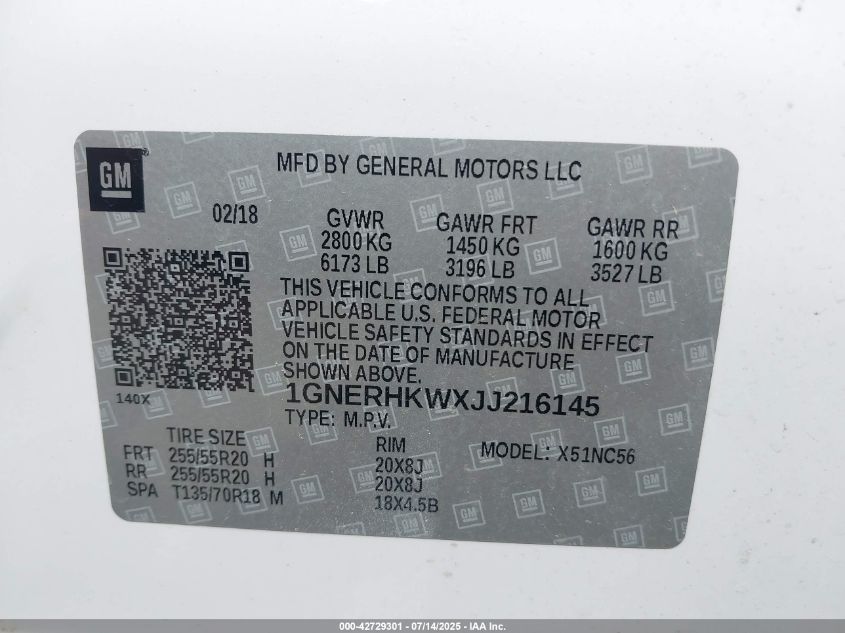 GM
MFD BY GENERAL MOTORS LLC
02/18
GVWR GAWR FRT GAWR RR
2800 KG 1450 KG 1600 KG
6173 LB 3196 LB 3527 LB
THIS VEHICLE CONFORMS TO ALL
APPLICABLE U.S. FEDERAL MOTOR
VEHICLE SAFETY STANDARDS IN EFFECT
ON THE DATE OF MANUFACTURE
SHOWN ABOVE.
140X
1GNERHKWXJJ216145
TYPE: M.P.V.
TIRE SIZE RIM MODEL: X51NC56
FRT 255/55R20 H 20X8J
RR 255/55R20 H 20X8J
SPA T135/70R18 M 18X4.5B
000-42729301 - 07/14/2025 - IAA, Inc.